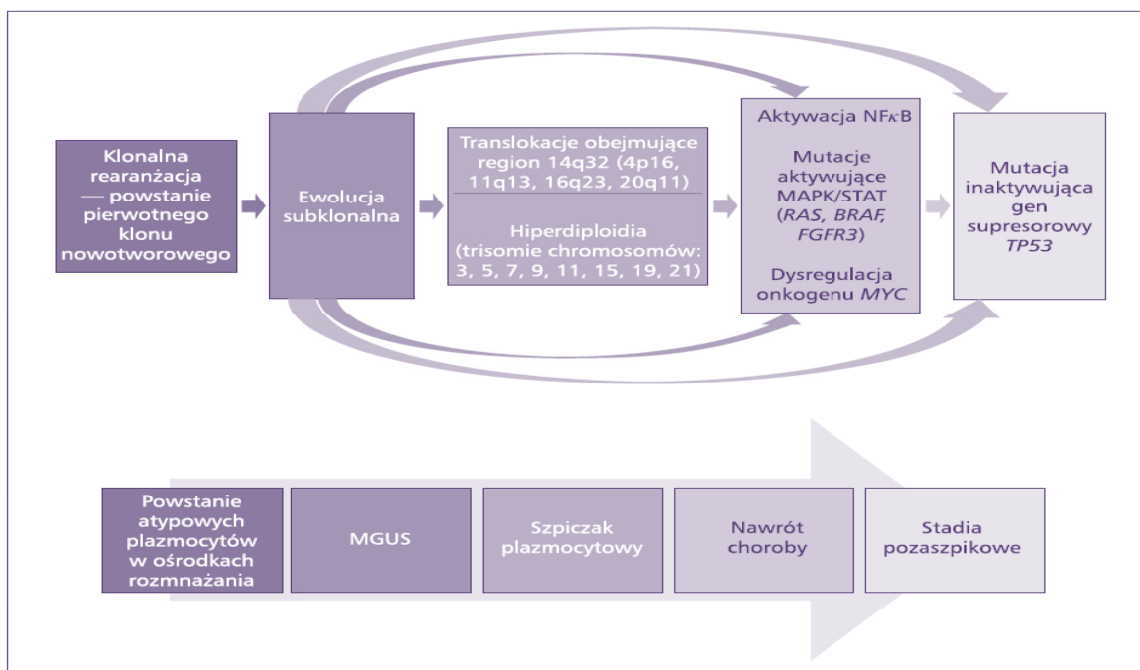 Klonalna
rearanżacja
— powstanie
pierwotnego
klonu
nowotworowego
Ewolucja
subklonalna
Translokacje obejmujące
region 14q32 (4p16,
11q13, 16q23, 20q11)
Hiperdiploidia
(trisomie chromosomów:
3, 5, 7, 9, 11, 15, 19, 21)
Aktywacja NFκB
Mutacje
aktywujące
MAPK/STAT
(RAS, BRAF,
FGFR3)
Dysregulacja
onkogenu MYC
Mutacja
inaktywująca
gen
supresorowy
TP53
Powstanie
atypowych
plazmocytów
w ośrodkach
rozmnażania
MGUS
Szpiczak
plazmocytowy
Nawrót
choroby
Stadia
pozaszpikowe